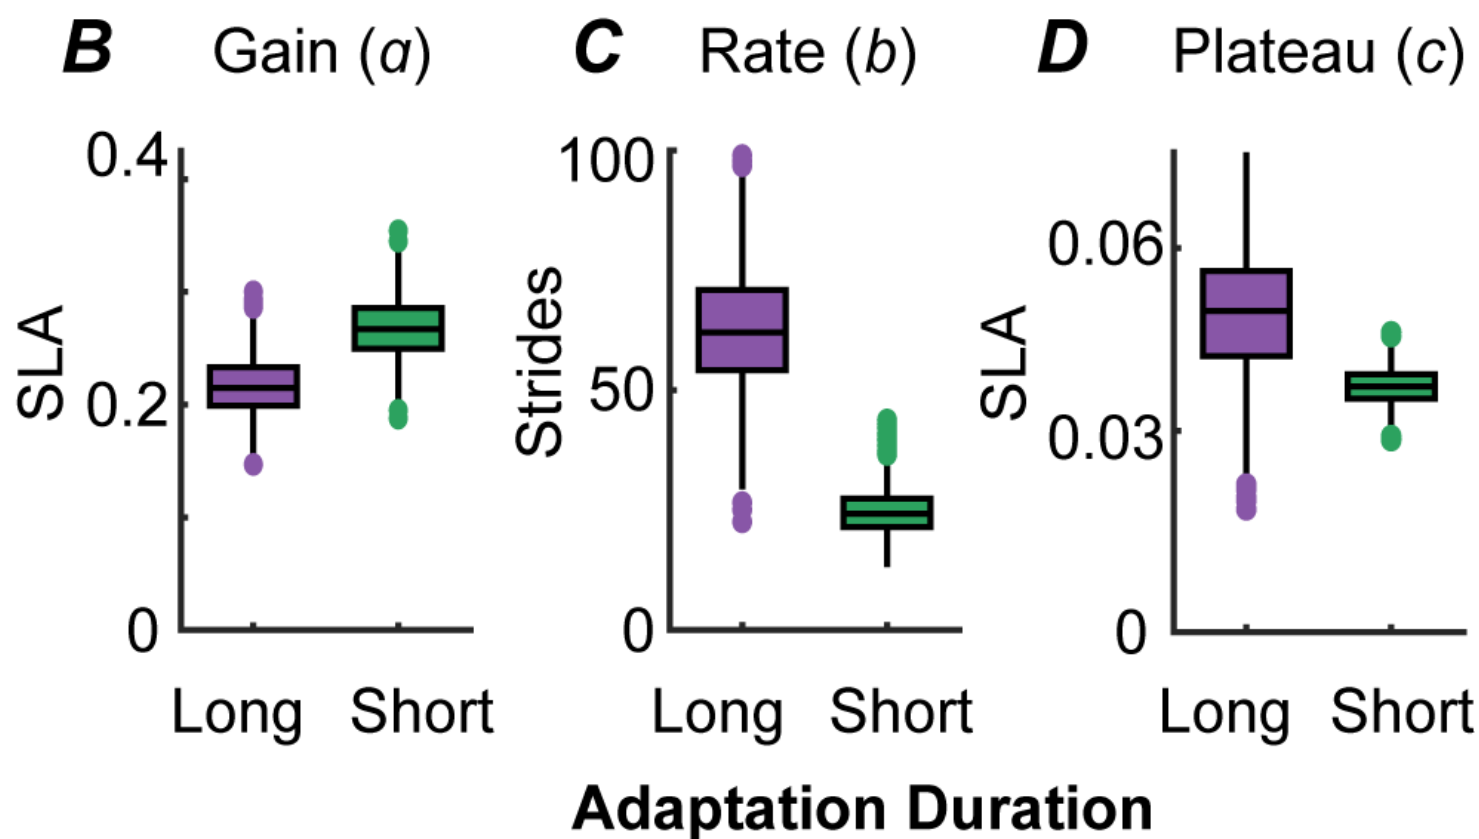 B Gain (a)
SLA
0.4
0.2
0
Long Short
C Rate (b)
Strides
100
50
0
Long Short
D Plateau (c)
SLA
0.06
0.03
0
Long Short
Adaptation Duration